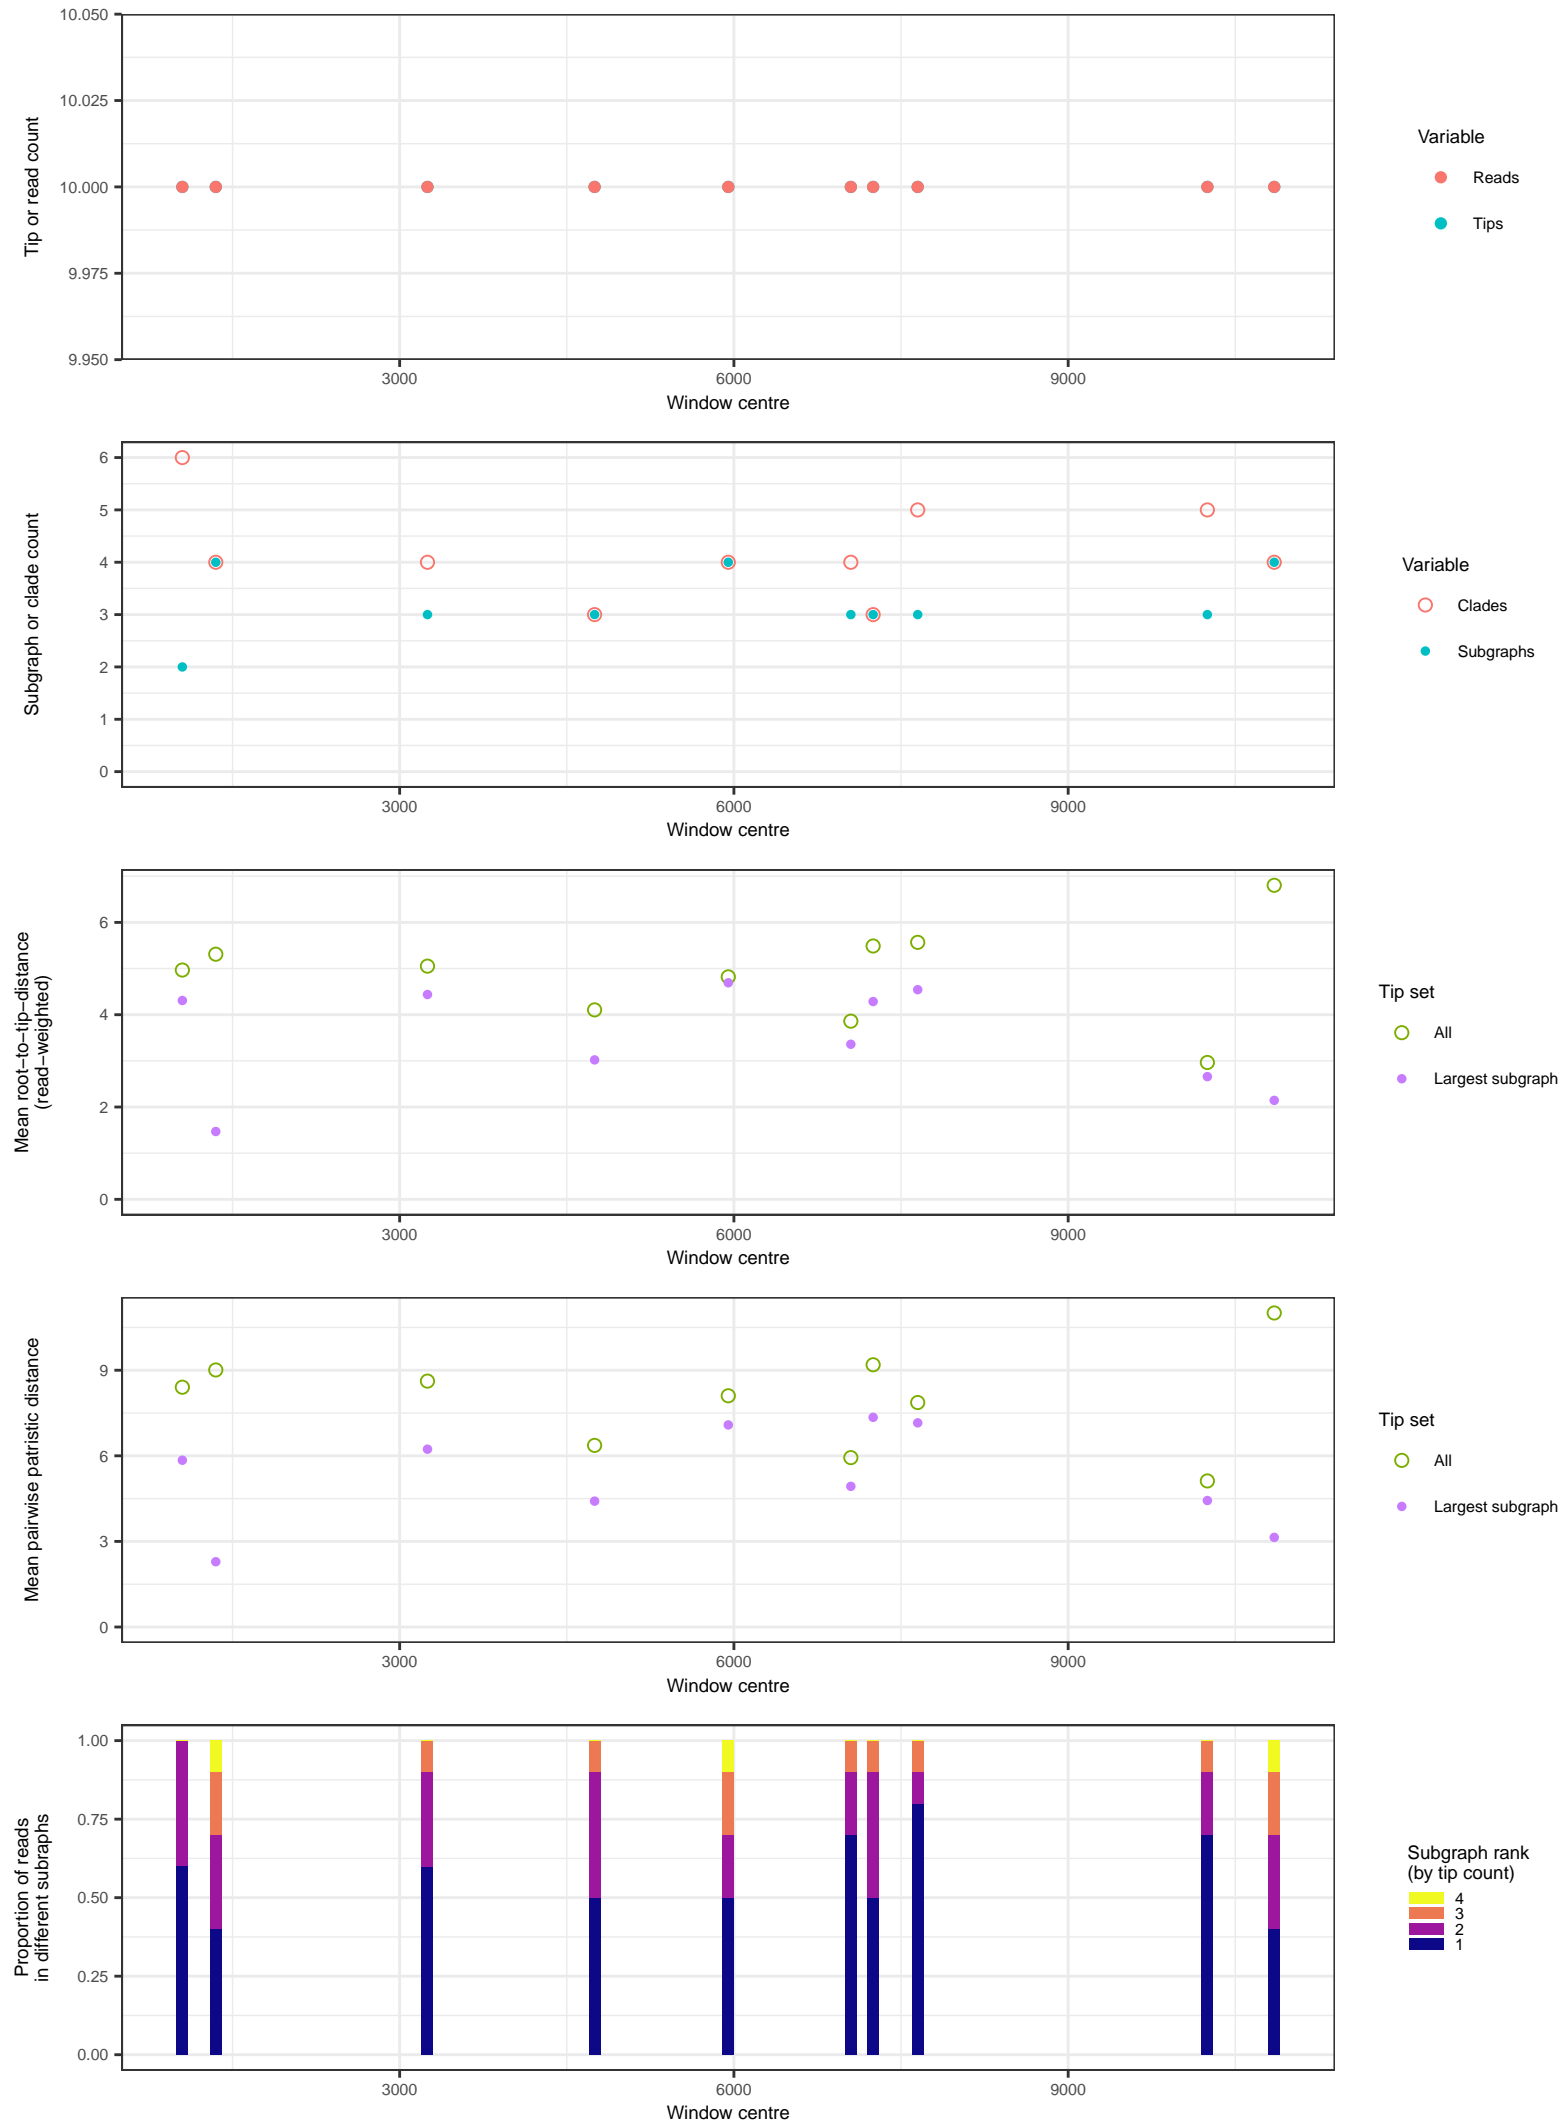 10.050
10.025
10.000
9.975
9.950
Tip or read count
3000 6000 9000
Window centre
Variable
Reads
Tips
6
5
4
3
2
1
0
Subgraph or clade count
3000 6000 9000
Window centre
Variable
Clades
Subgraphs
6
4
2
0
Mean root−to−tip−distance
(read−weighted)
3000 6000 9000
Window centre
Tip set
All
Largest subgraph
9
6
3
0
Mean pairwise patristic distance
3000 6000 9000
Window centre
Tip set
All
Largest subgraph
1.00
0.75
0.50
0.25
0.00
Proportion of reads
in different subraphs
3000 6000 9000
Window centre
Subgraph rank
(by tip count)
4
3
2
1